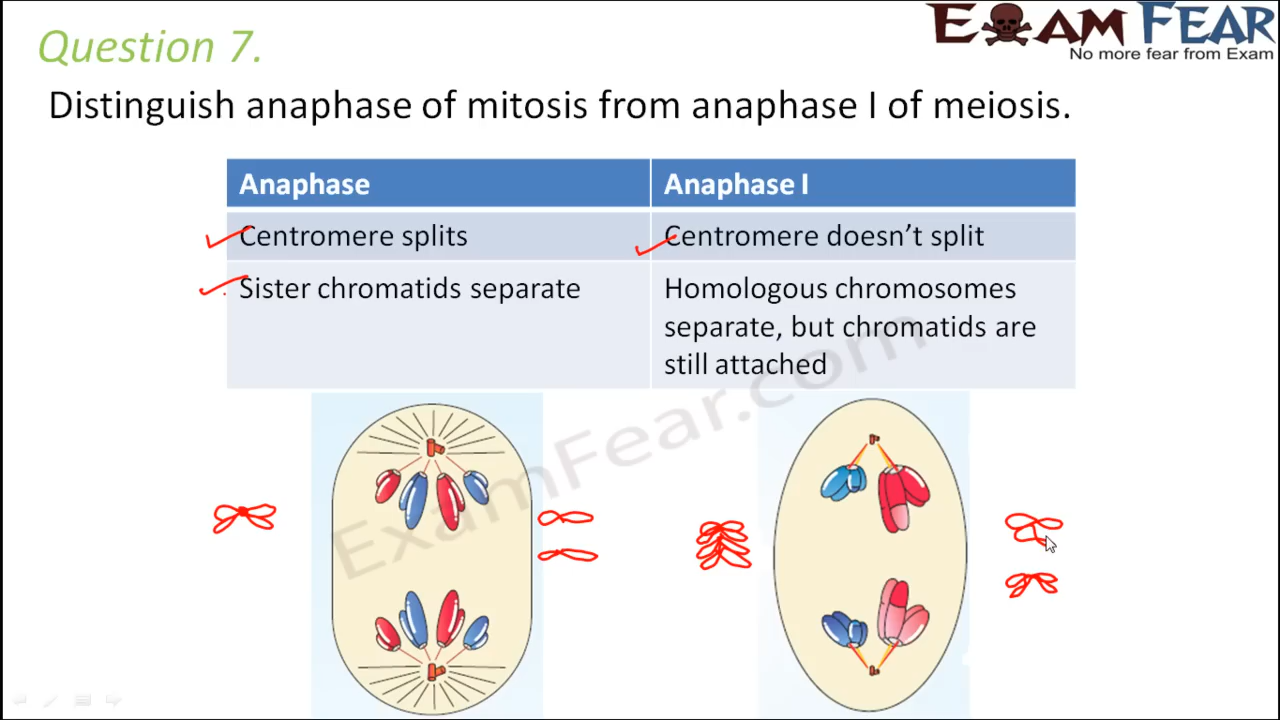 Question 7.
EXAM FEAR
No more fear from Exam
Distinguish anaphase of mitosis from anaphase I of meiosis.
Anaphase
Anaphase I
Centromere splits
Centromere doesn’t split
Sister chromatids separate
Homologous chromosomes
separate, but chromatids are
still attached
ExamFear.com